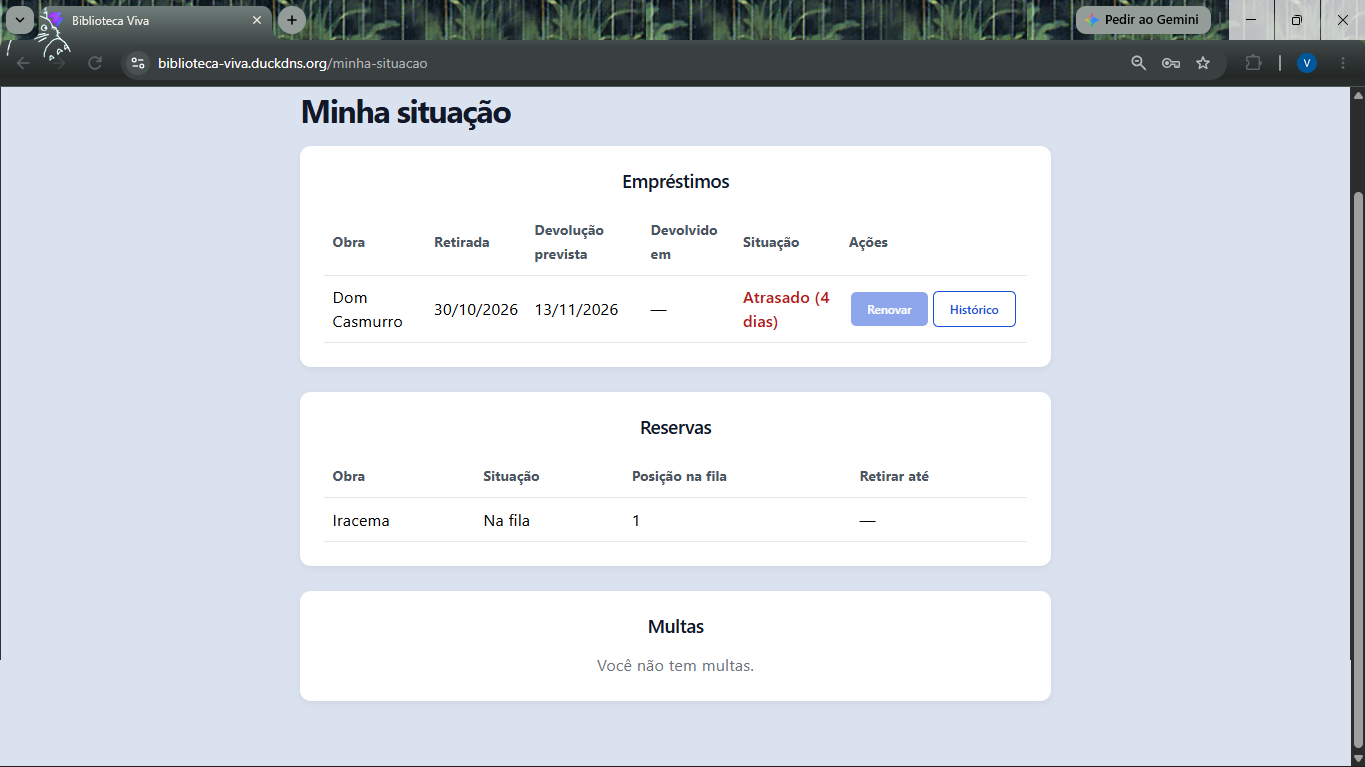 Biblioteca Viva
Pedir ao Gemini
biblioteca-viva.duckdns.org/minha-situacao
V
Minha situação
Empréstimos
Obra Retirada Devolução prevista Devolvido em Situação Ações
Dom Casmurro 30/10/2026 13/11/2026 — Atrasado (4 dias) Renovar Histórico
Reservas
Obra Situação Posição na fila Retirar até
Iracema Na fila 1 —
Multas
Você não tem multas.